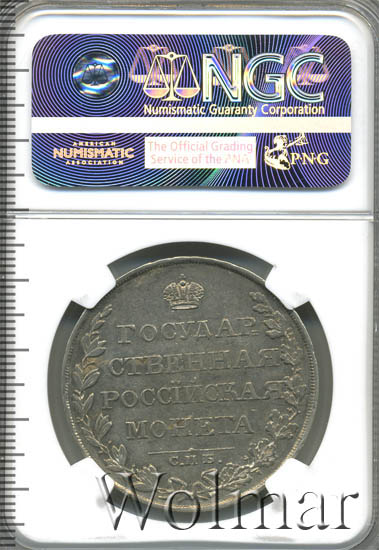 NGC
Numismatic Guaranty Corporation
AMERICAN
NUMISMATIC
ASSOCIATION
The Official Grading
Service of the ANA
PNG
ГОСУДАР
СТВЕННАЯ
РОССІЙСКАЯ
МОНЕТА
С.П.Б.
Wolmar